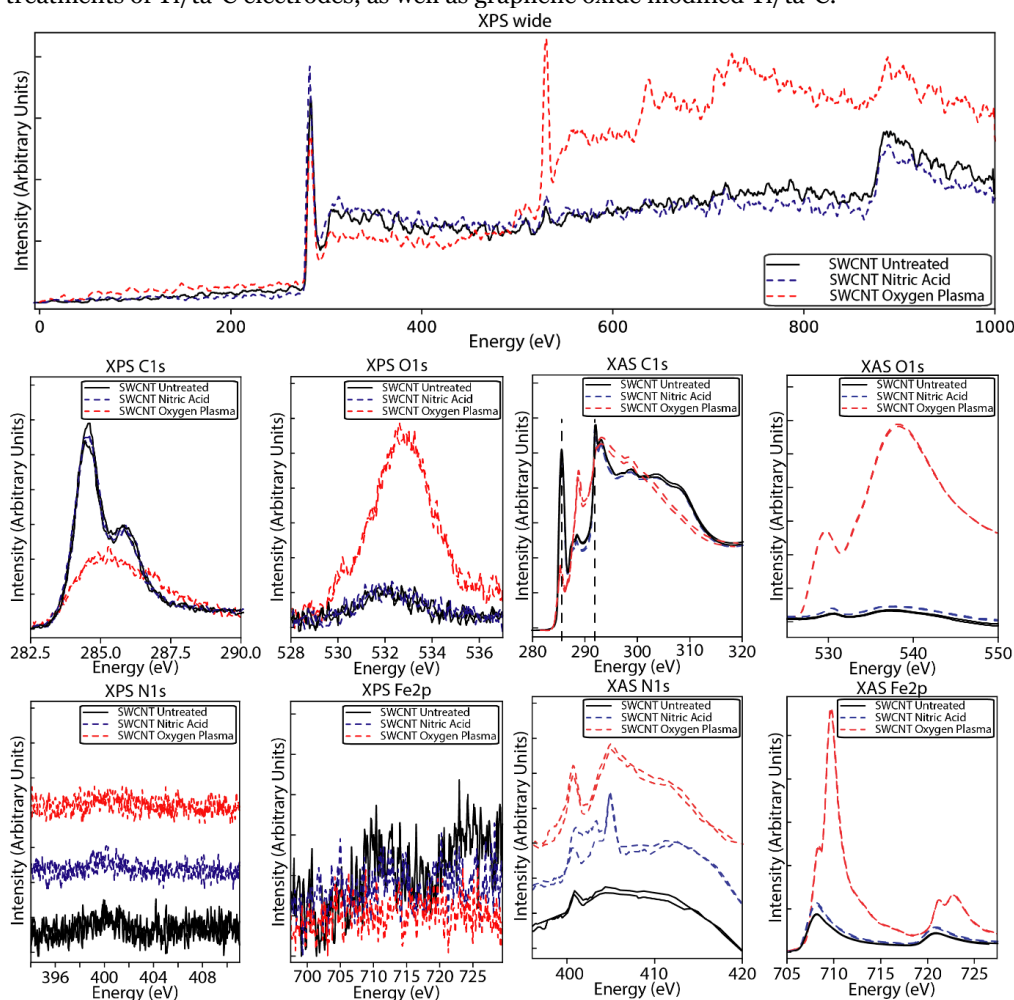 treatments of Ti/ta-C electrodes, as well as graphene oxide modified Ti/ta-C.
XPS wide
Intensity (Arbitrary Units)
SWCNT Untreated
SWCNT Nitric Acid
SWCNT Oxygen Plasma
0 200 400 600 800 1000
Energy (eV)
XPS C1s
Intensity (Arbitrary Units)
SWCNT Untreated
SWCNT Nitric Acid
SWCNT Oxygen Plasma
282.5 285.0 287.5 290.0
Energy (eV)
XPS O1s
Intensity (Arbitrary Units)
SWCNT Untreated
SWCNT Nitric Acid
SWCNT Oxygen Plasma
528 530 532 534 536
Energy (eV)
XAS C1s
Intensity (Arbitrary Units)
SWCNT Untreated
SWCNT Nitric Acid
SWCNT Oxygen Plasma
280 290 300 310 320
Energy (eV)
XAS O1s
Intensity (Arbitrary Units)
SWCNT Untreated
SWCNT Nitric Acid
SWCNT Oxygen Plasma
530 540 550
Energy (eV)
XPS N1s
Intensity (Arbitrary Units)
SWCNT Untreated
SWCNT Nitric Acid
SWCNT Oxygen Plasma
396 400 404 408
Energy (eV)
XPS Fe2p
Intensity (Arbitrary Units)
SWCNT Untreated
SWCNT Nitric Acid
SWCNT Oxygen Plasma
700 705 710 715 720 725
Energy (eV)
XAS N1s
Intensity (Arbitrary Units)
SWCNT Untreated
SWCNT Nitric Acid
SWCNT Oxygen Plasma
400 410 420
Energy (eV)
XAS Fe2p
Intensity (Arbitrary Units)
SWCNT Untreated
SWCNT Nitric Acid
SWCNT Oxygen Plasma
705 710 715 720 725
Energy (eV)